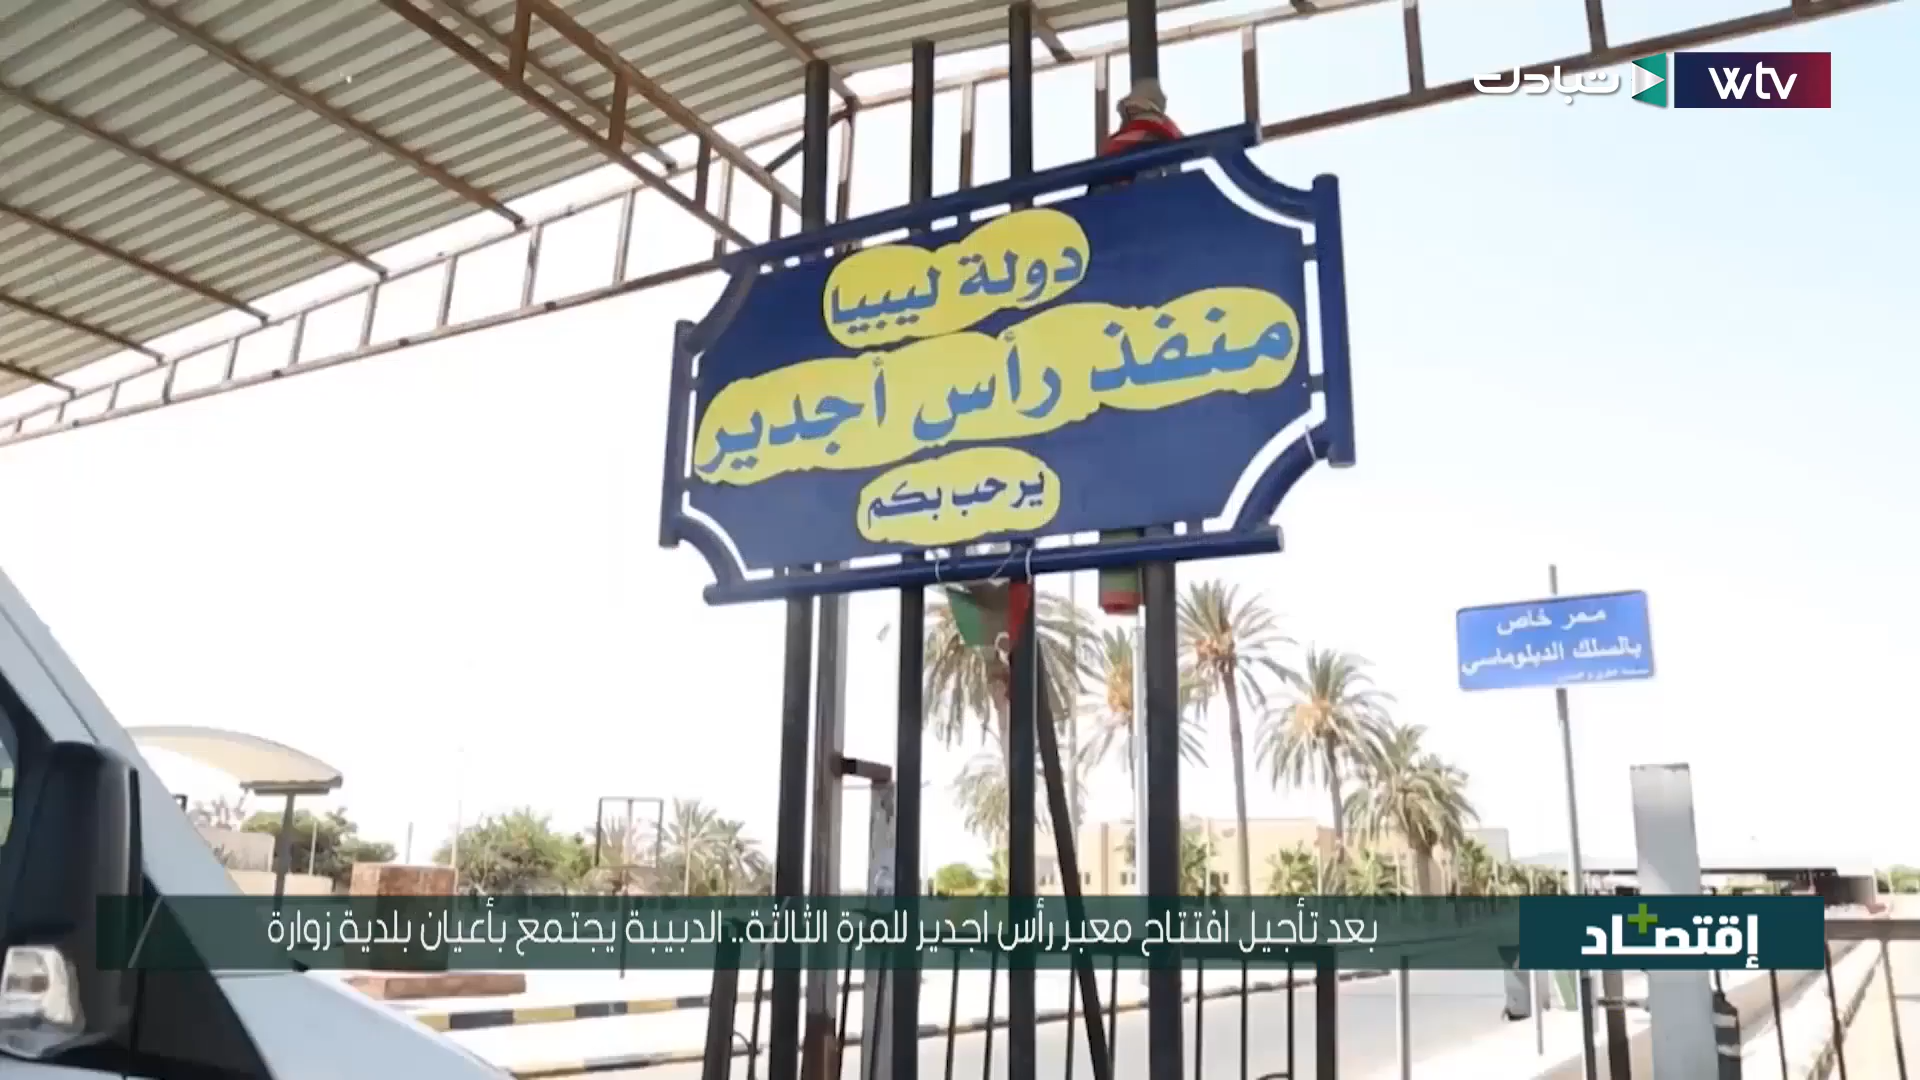 تبادل
wtv
دولة ليبيا
منفذ رأس أجدير
يرحب بكم
ممر خاص
بالسلك الدبلوماسي
إقتصاد+
بعد تأجيل افتتاح معبر رأس اجدير للمرة الثالثة.. الدبيبة يجتمع بأعيان بلدية زوارة